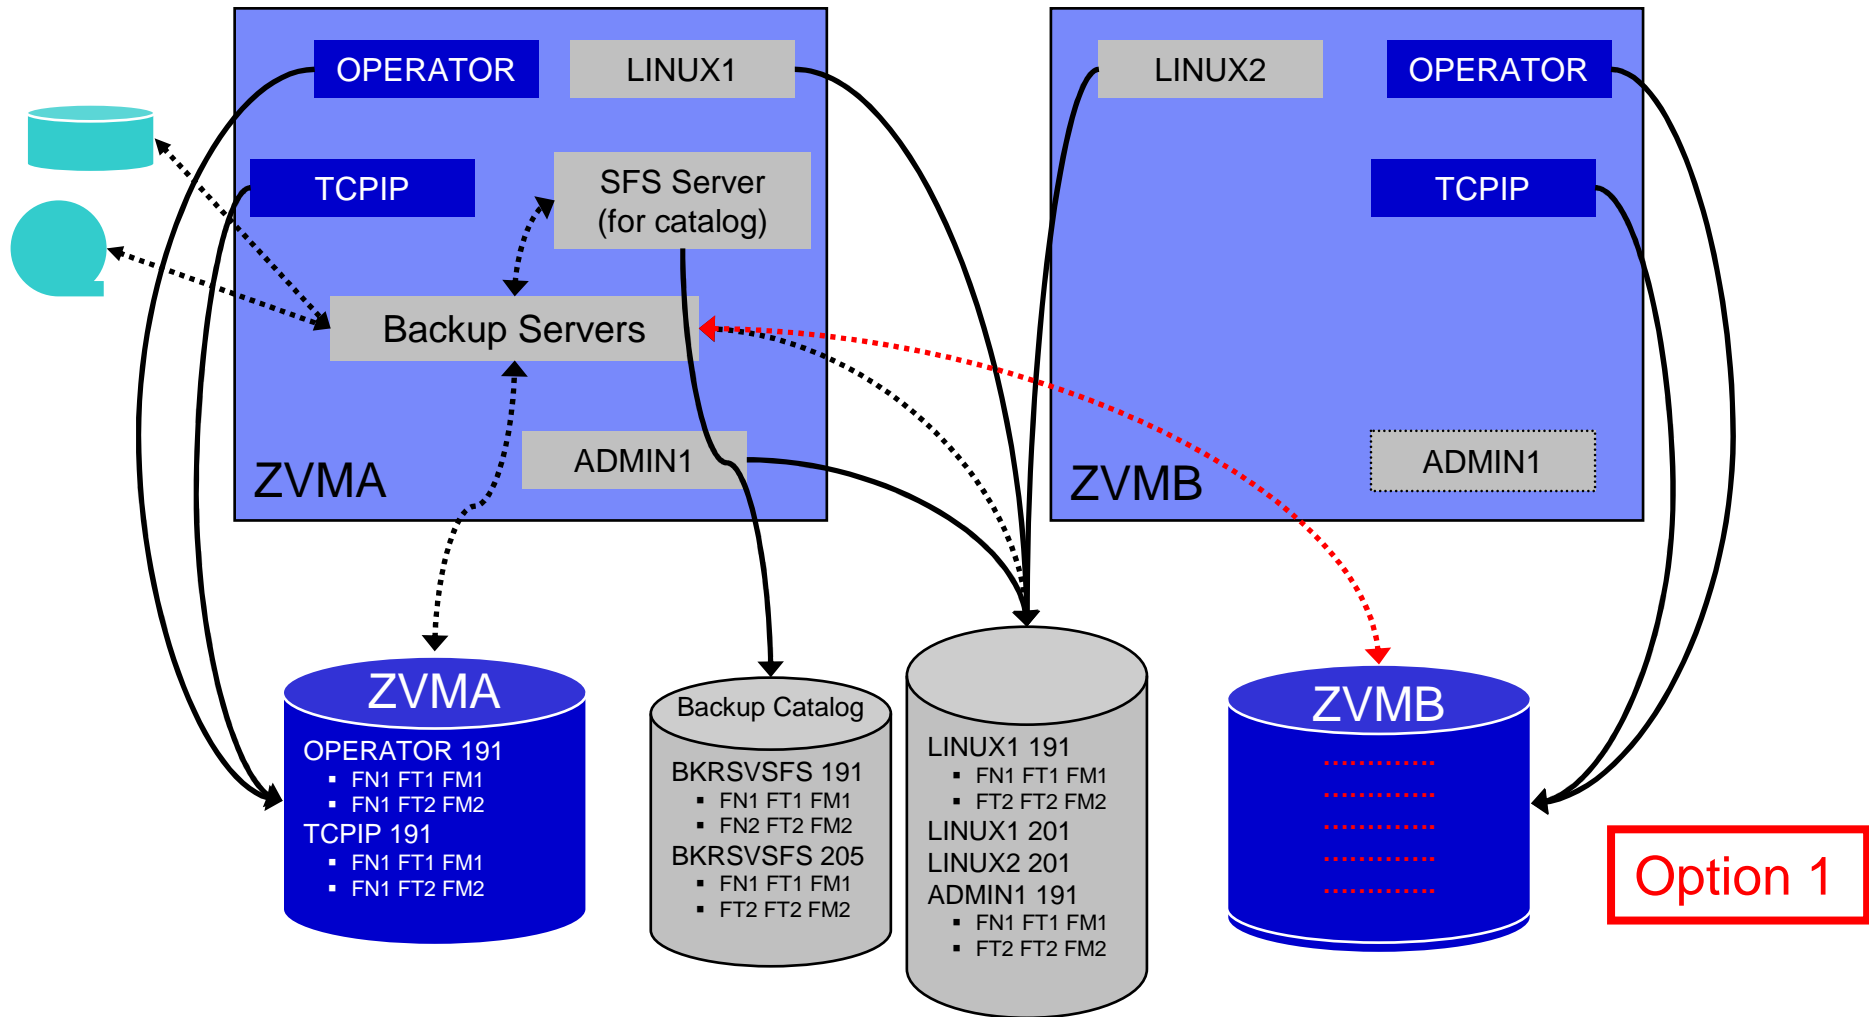 OPERATOR
LINUX1
TCPIP
SFS Server
(for catalog)
Backup Servers
ADMIN1
ZVMA
LINUX2
OPERATOR
TCPIP
ADMIN1
ZVMB
ZVMA
OPERATOR 191
▪ FN1 FT1 FM1
▪ FN1 FT2 FM2
TCPIP 191
▪ FN1 FT1 FM1
▪ FN1 FT2 FM2
Backup Catalog
BKRSVSFS 191
▪ FN1 FT1 FM1
▪ FN2 FT2 FM2
BKRSVSFS 205
▪ FN1 FT1 FM1
▪ FT2 FT2 FM2
LINUX1 191
▪ FN1 FT1 FM1
▪ FT2 FT2 FM2
LINUX1 201
LINUX2 201
ADMIN1 191
▪ FN1 FT1 FM1
▪ FT2 FT2 FM2
ZVMB
Option 1